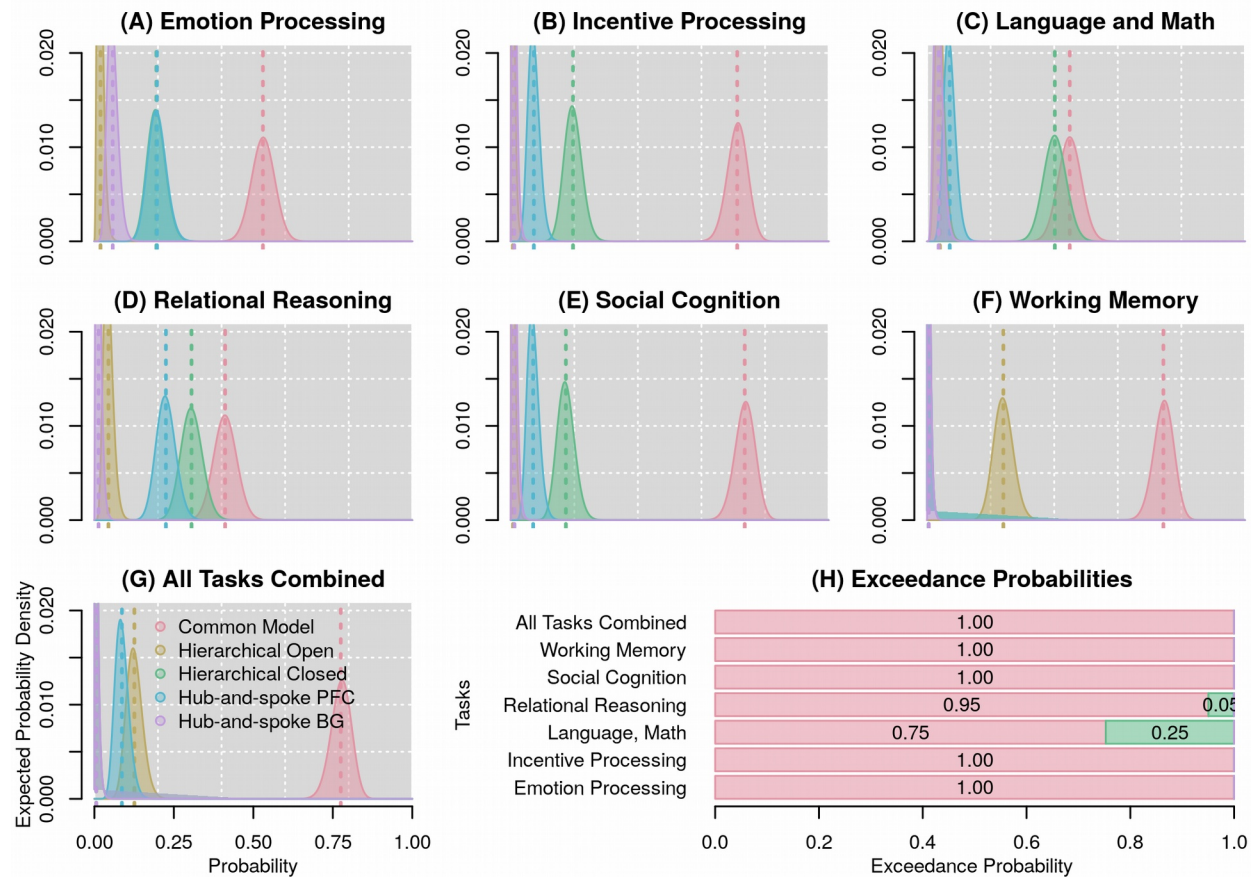 (A) Emotion Processing
0.020
0.010
0.000
(B) Incentive Processing
0.020
0.010
0.000
(C) Language and Math
0.020
0.010
0.000
(D) Relational Reasoning
0.020
0.010
0.000
(E) Social Cognition
0.020
0.010
0.000
(F) Working Memory
0.020
0.010
0.000
(G) All Tasks Combined
Expected Probability Density
0.020
0.010
0.000
Common Model
Hierarchical Open
Hierarchical Closed
Hub-and-spoke PFC
Hub-and-spoke BG
0.00 0.25 0.50 0.75 1.00
Probability
(H) Exceedance Probabilities
Tasks
All Tasks Combined 1.00
Working Memory 1.00
Social Cognition 1.00
Relational Reasoning 0.95 0.05
Language, Math 0.75 0.25
Incentive Processing 1.00
Emotion Processing 1.00
0.0 0.2 0.4 0.6 0.8 1.0
Exceedance Probability